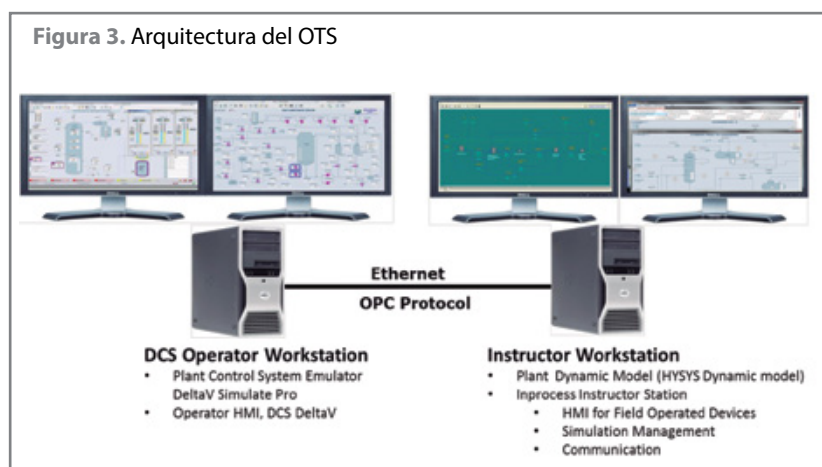 Figura 3. Arquitectura del OTS
Ethernet
OPC Protocol
DCS Operator Workstation
• Plant Control System Emulator
DeltaV Simulate Pro
• Operator HMI, DCS DeltaV
Instructor Workstation
• Plant Dynamic Model (HYSYS Dynamic model)
• Inprocess Instructor Station
• HMI for Field Operated Devices
• Simulation Management
• Communication